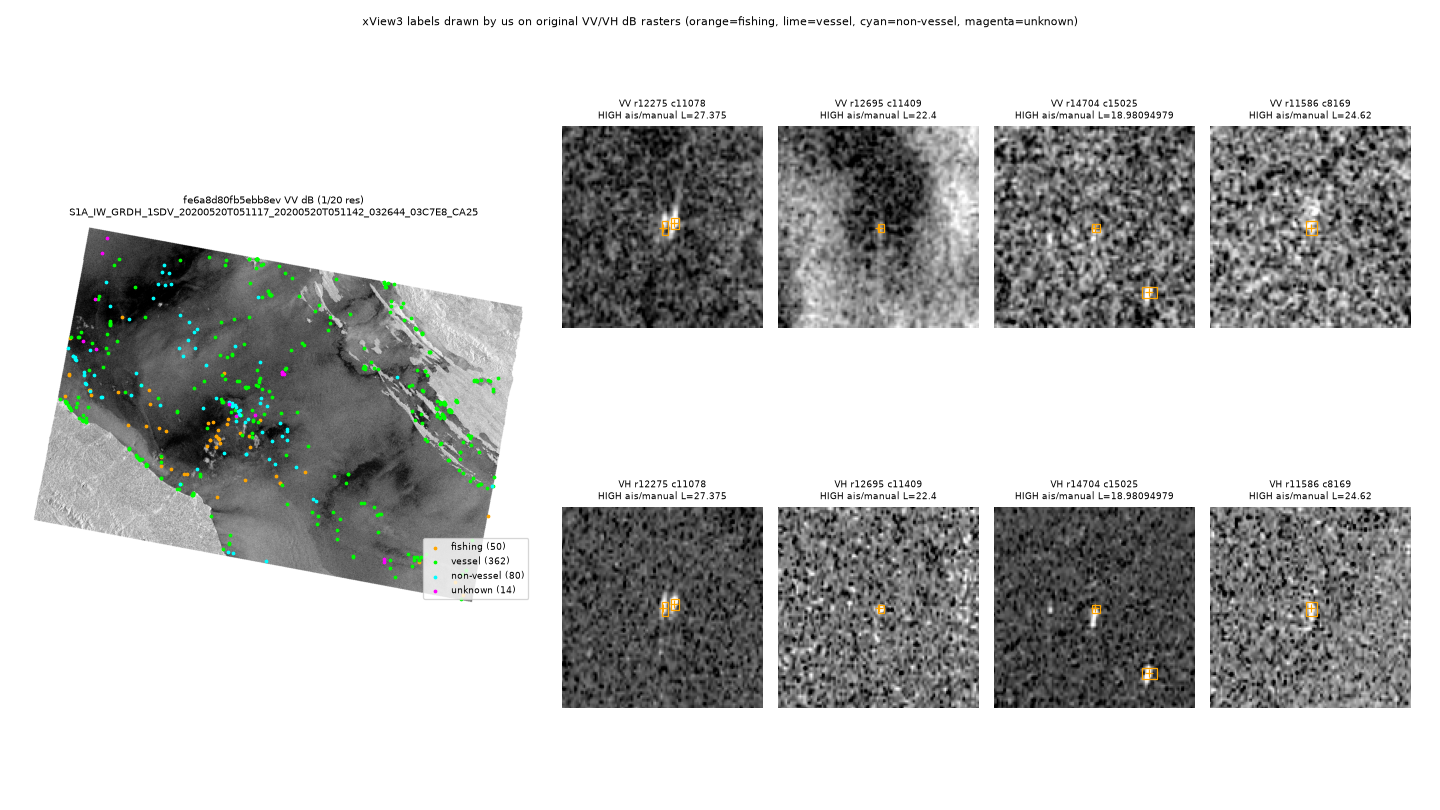 xView3 labels drawn by us on original VV/VH dB rasters (orange=fishing, lime=vessel, cyan=non-vessel, magenta=unknown)
fe6a8d80fb5ebb8ev VV dB (1/20 res)
S1A_IW_GRDH_1SDV_20200520T051117_20200520T051142_032644_03C7E8_CA25
fishing (50)
vessel (362)
non-vessel (80)
unknown (14)
VV r12275 c11078
HIGH ais/manual L=27.375
VV r12695 c11409
HIGH ais/manual L=22.4
VV r14704 c15025
HIGH ais/manual L=18.98094979
VV r11586 c8169
HIGH ais/manual L=24.62
VH r12275 c11078
HIGH ais/manual L=27.375
VH r12695 c11409
HIGH ais/manual L=22.4
VH r14704 c15025
HIGH ais/manual L=18.98094979
VH r11586 c8169
HIGH ais/manual L=24.62